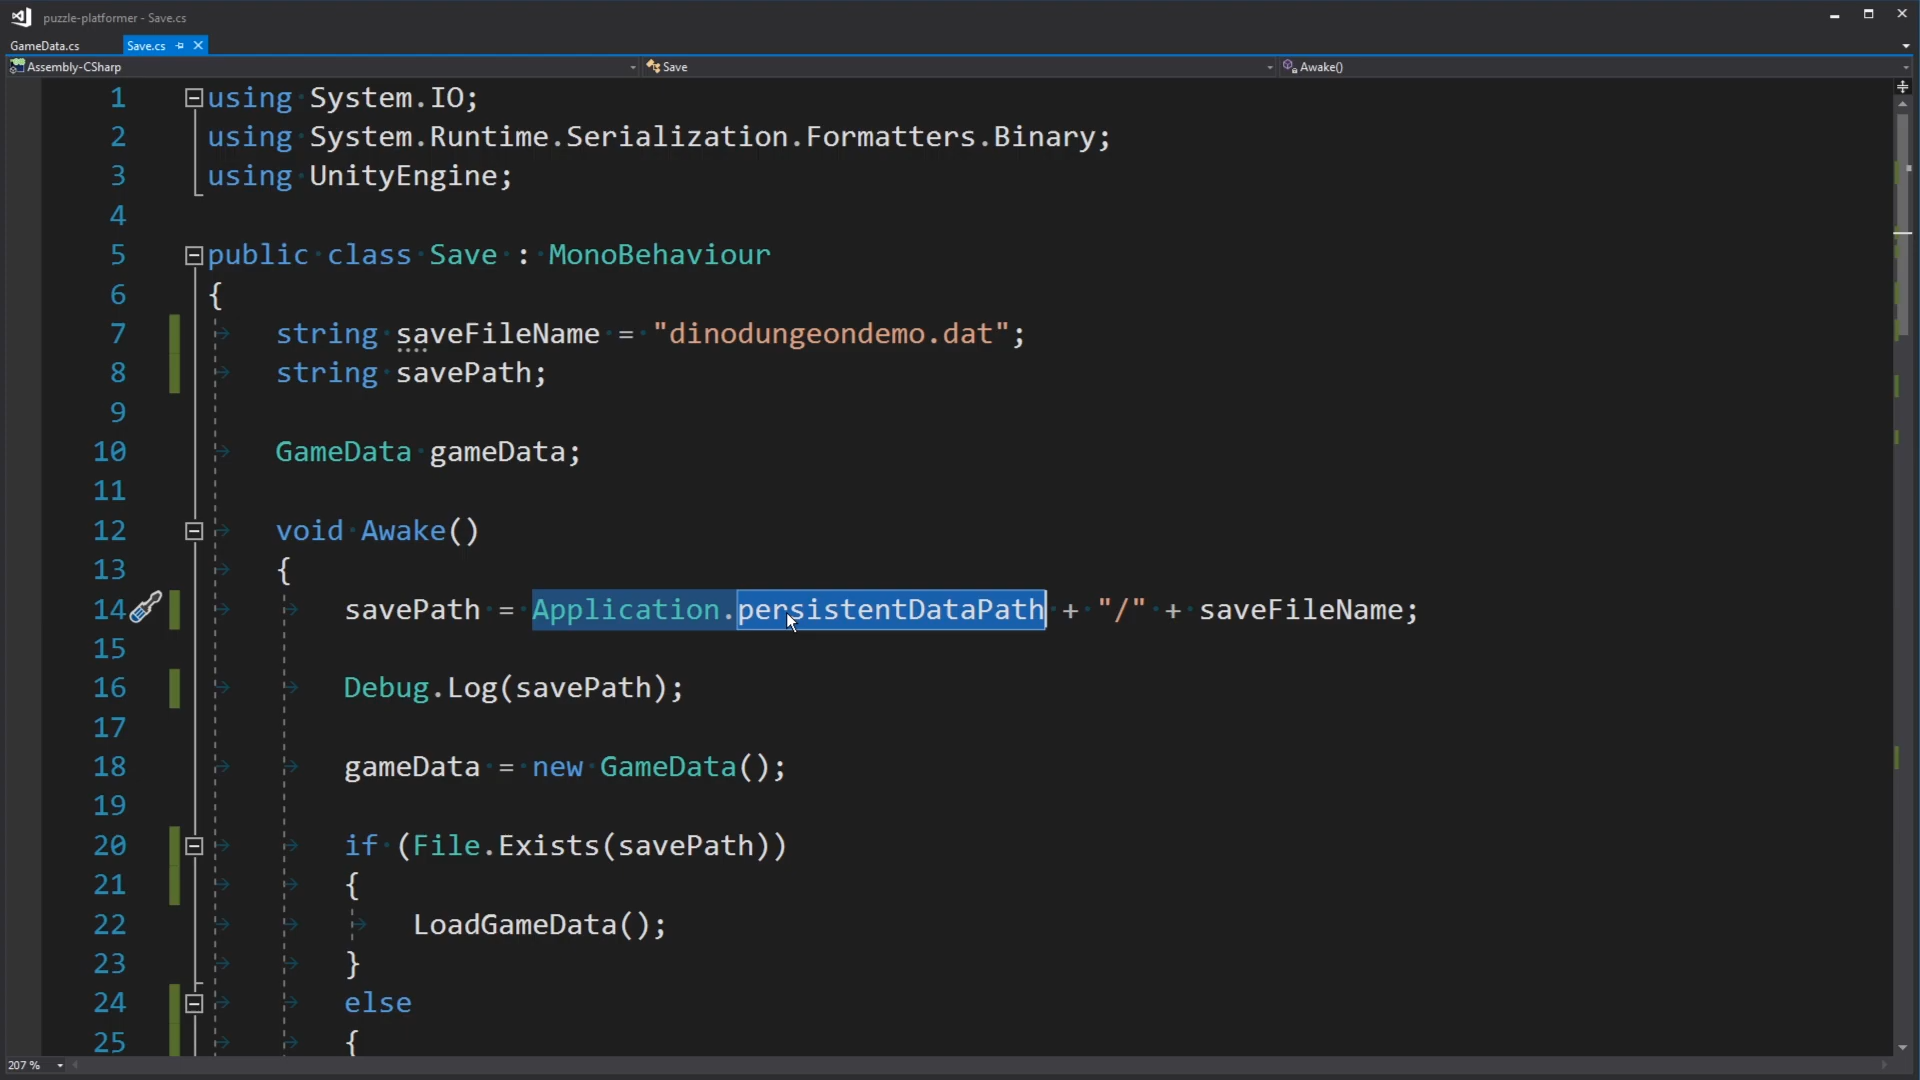 puzzle-platformer - Save.cs
GameData.cs Save.cs
Assembly-CSharp Save Awake()
1 using System.IO;
2 using System.Runtime.Serialization.Formatters.Binary;
3 using UnityEngine;
4
5 public class Save : MonoBehaviour
6 {
7 string saveFileName = "dinodungeondemo.dat";
8 string savePath;
9
10 GameData gameData;
11
12 void Awake()
13 {
14 savePath = Application.persistentDataPath + "/" + saveFileName;
15
16 Debug.Log(savePath);
17
18 gameData = new GameData();
19
20 if (File.Exists(savePath))
21 {
22 LoadGameData();
23 }
24 else
25 {
207 %